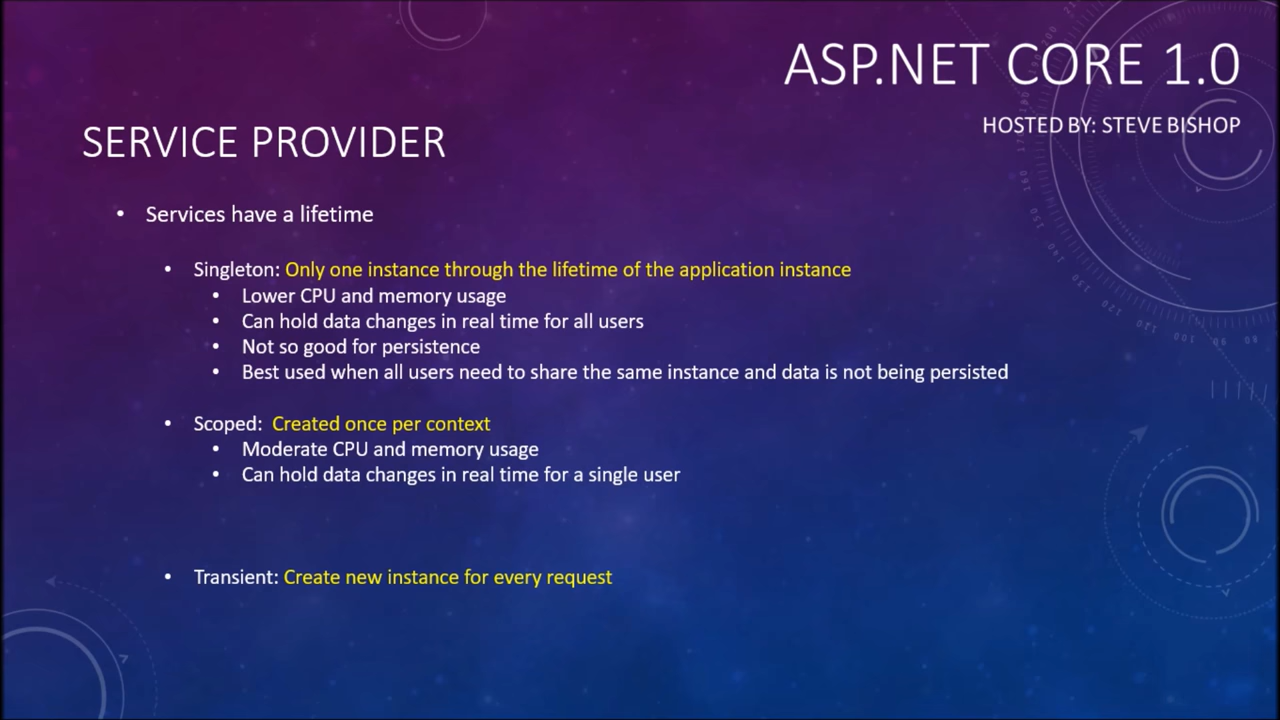 ASP.NET CORE 1.0
HOSTED BY: STEVE BISHOP
SERVICE PROVIDER
• Services have a lifetime
• Singleton: Only one instance through the lifetime of the application instance
• Lower CPU and memory usage
• Can hold data changes in real time for all users
• Not so good for persistence
• Best used when all users need to share the same instance and data is not being persisted
• Scoped: Created once per context
• Moderate CPU and memory usage
• Can hold data changes in real time for a single user
• Transient: Create new instance for every request